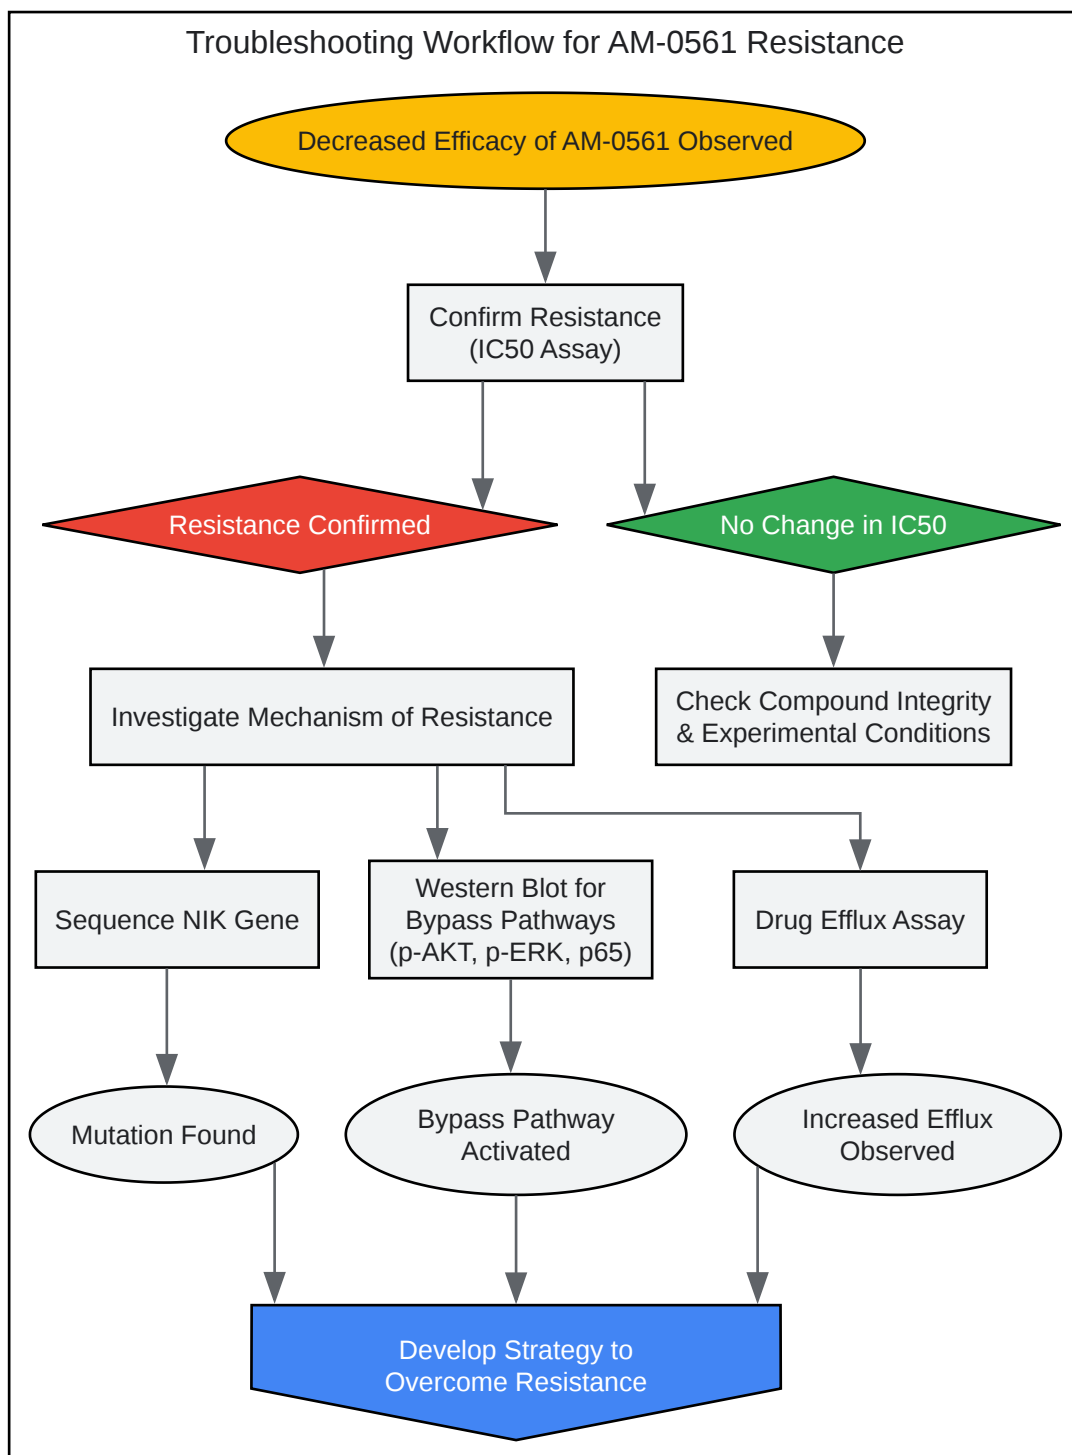 Troubleshooting Workflow for AM-0561 Resistance
Decreased Efficacy of AM-0561 Observed
Confirm Resistance
(IC50 Assay)
Resistance Confirmed
No Change in IC50
Investigate Mechanism of Resistance
Check Compound Integrity
& Experimental Conditions
Sequence NIK Gene
Western Blot for
Bypass Pathways
(p-AKT, p-ERK, p65)
Drug Efflux Assay
Mutation Found
Bypass Pathway
Activated
Increased Efflux
Observed
Develop Strategy to
Overcome Resistance